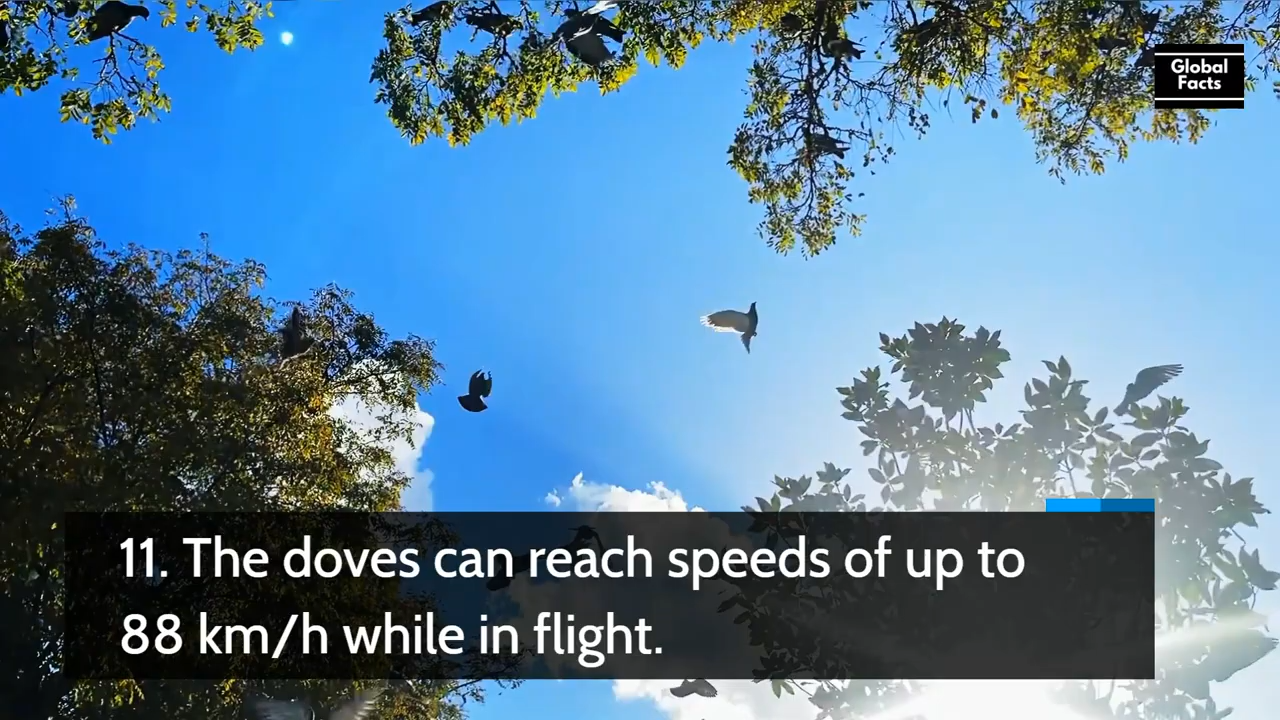 Global
Facts
11. The doves can reach speeds of up to
88 km/h while in flight.